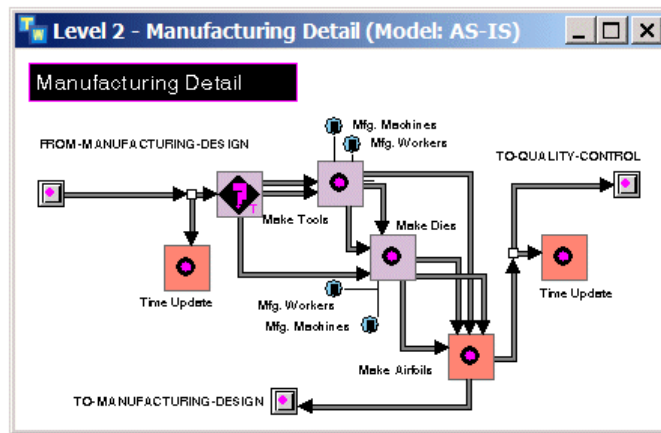 TW
Level 2 - Manufacturing Detail (Model: AS-IS)
Manufacturing Detail
Mfg. Machines
Mfg. Workers
FROM-MANUFACTURING-DESIGN
TO-QUALITY-CONTROL
T
Make Tools
Make Dies
Time Update
Mfg. Workers
Mfg. Machines
Time Update
Make Airfoils
TO-MANUFACTURING-DESIGN